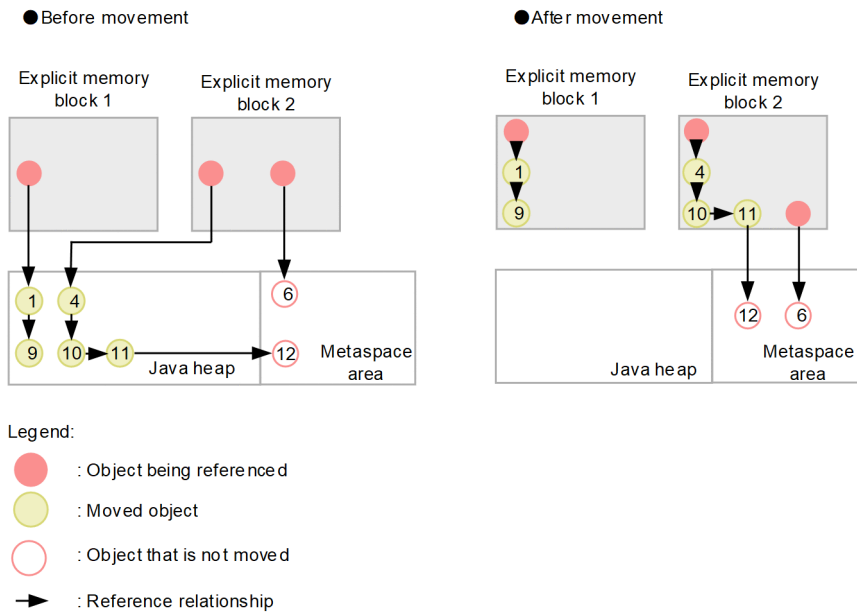 ●Before movement
Explicit memory
block 1
Explicit memory
block 2
1
4
6
9
10
11
12
Java heap
Metaspace
area
●After movement
Explicit memory
block 1
Explicit memory
block 2
1
4
9
10
11
12
6
Java heap
Metaspace
area
Legend:
: Object being referenced
: Moved object
: Object that is not moved
: Reference relationship